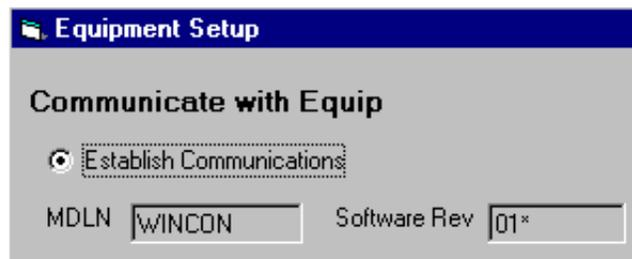 Equipment Setup
Communicate with Equip
Establish Communications
MDLN WINCON Software Rev 01*